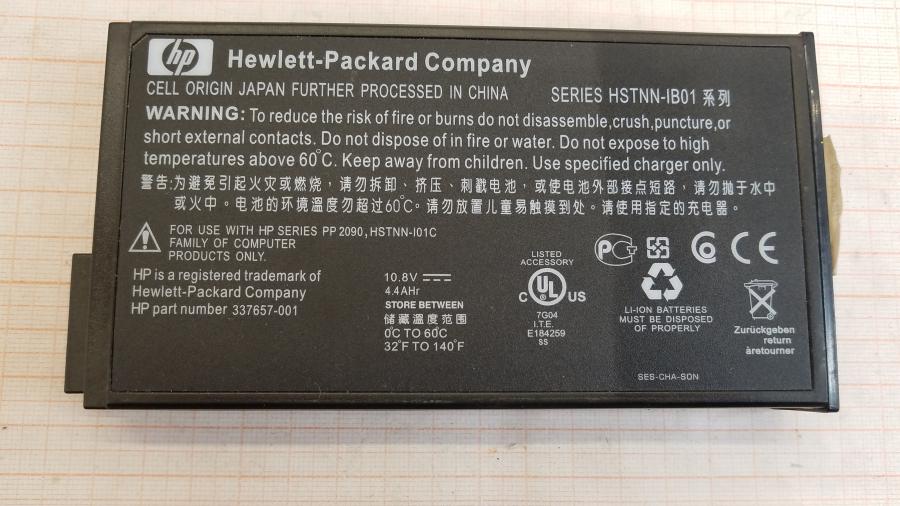 hp Hewlett-Packard Company
CELL ORIGIN JAPAN FURTHER PROCESSED IN CHINA SERIES HSTNN-IB01 系列
WARNING: To reduce the risk of fire or burns do not disassemble,crush,puncture,or
short external contacts. Do not dispose of in fire or water. Do not expose to high
temperatures above 60°C. Keep away from children. Use specified charger only.
警告:为避免引起火灾或燃烧，请勿拆卸、挤压、刺戳电池，或使电池外部接点短路，请勿抛于水中
或火中。电池的环境温度勿超过60°C。请勿放置儿童易触摸到处。请使用指定的充电器。
FOR USE WITH HP SERIES PP2090,HSTNN-I01C
FAMILY OF COMPUTER
PRODUCTS ONLY.
HP is a registered trademark of
Hewlett-Packard Company
HP part number 337657-001
10.8V
4.4AHr
STORE BETWEEN
储藏温度范围
0°C TO 60°C
32°F TO 140°F
LISTED
ACCESSORY
C UL US
7G04
I.T.E.
E184259
SS
PCT
CE
LI-ION BATTERIES
MUST BE DISPOSED
OF PROPERLY
Zurückgeben
return
àretourner
SES-CHA-SDN